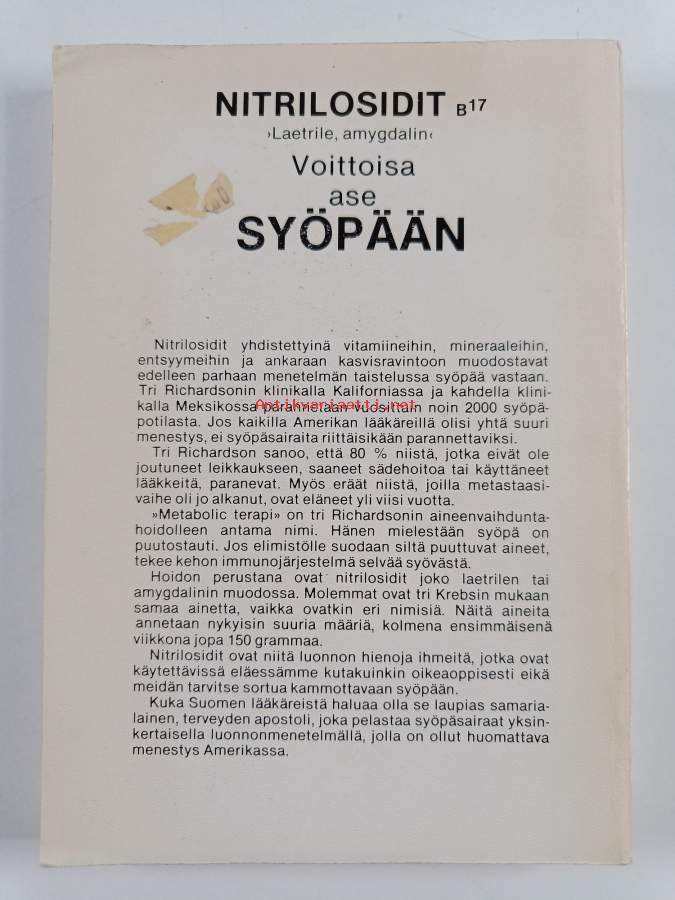 NITRILOSIDIT B17
›Laetrile, amygdalin‹
Voittoisa
ase
SYÖPÄÄN
Nitrilosidit yhdistettyinä vitamiineihin, mineraaleihin,
entsyymeihin ja ankaraan kasvisravintoon muodostavat
edelleen parhaan menetelmän taistelussa syöpää vastaan.
Tri Richardsonin klinikalla Kaliforniassa ja kahdella klini-
kalla Meksikossa parannetaan vuosittain noin 2000 syöpä-
Antikvariaatti.net
potilasta. Jos kaikilla Amerikan lääkäreillä olisi yhtä suuri
menestys, ei syöpäsairaita riittäisikään parannettaviksi.
Tri Richardson sanoo, että 80 % niistä, jotka eivät ole
joutuneet leikkaukseen, saaneet sädehoitoa tai käyttäneet
lääkkeitä, paranevat. Myös eräät niistä, joilla metastaasi-
vaihe oli jo alkanut, ovat eläneet yli viisi vuotta.
»Metabolic terapi» on tri Richardsonin aineenvaihdunta-
hoidolleen antama nimi. Hänen mielestään syöpä on
puutostauti. Jos elimistölle suodaan siltä puuttuvat aineet,
tekee kehon immunojärjestelmä selvää syövästä.
Hoidon perustana ovat nitrilosidit joko laetrilen tai
amygdalinin muodossa. Molemmat ovat tri Krebsin mukaan
samaa ainetta, vaikka ovatkin eri nimisiä. Näitä aineita
annetaan nykyisin suuria määriä, kolmena ensimmäisenä
viikkona jopa 150 grammaa.
Nitrilosidit ovat niitä luonnon hienoja ihmeitä, jotka ovat
käytettävissä eläessämme kutakuinkin oikeaoppisesti eikä
meidän tarvitse sortua kammottavaan syöpään.
Kuka Suomen lääkäreistä haluaa olla se laupias samaria-
lainen, terveyden apostoli, joka pelastaa syöpäsairaat yksin-
kertaisella luonnonmenetelmällä, jolla on ollut huomattava
menestys Amerikassa.